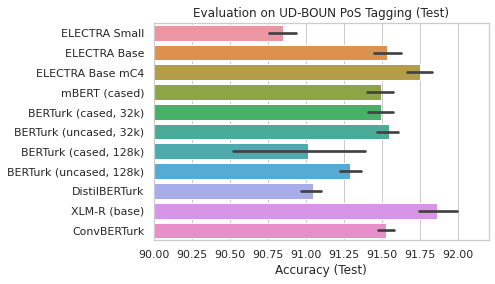 Evaluation on UD-BOUN PoS Tagging (Test)
ELECTRA Small
ELECTRA Base
ELECTRA Base mC4
mBERT (cased)
BERTurk (cased, 32k)
BERTurk (uncased, 32k)
BERTurk (cased, 128k)
BERTurk (uncased, 128k)
DistilBERTurk
XLM-R (base)
ConvBERTurk
90.00 90.25 90.50 90.75 91.00 91.25 91.50 91.75 92.00
Accuracy (Test)